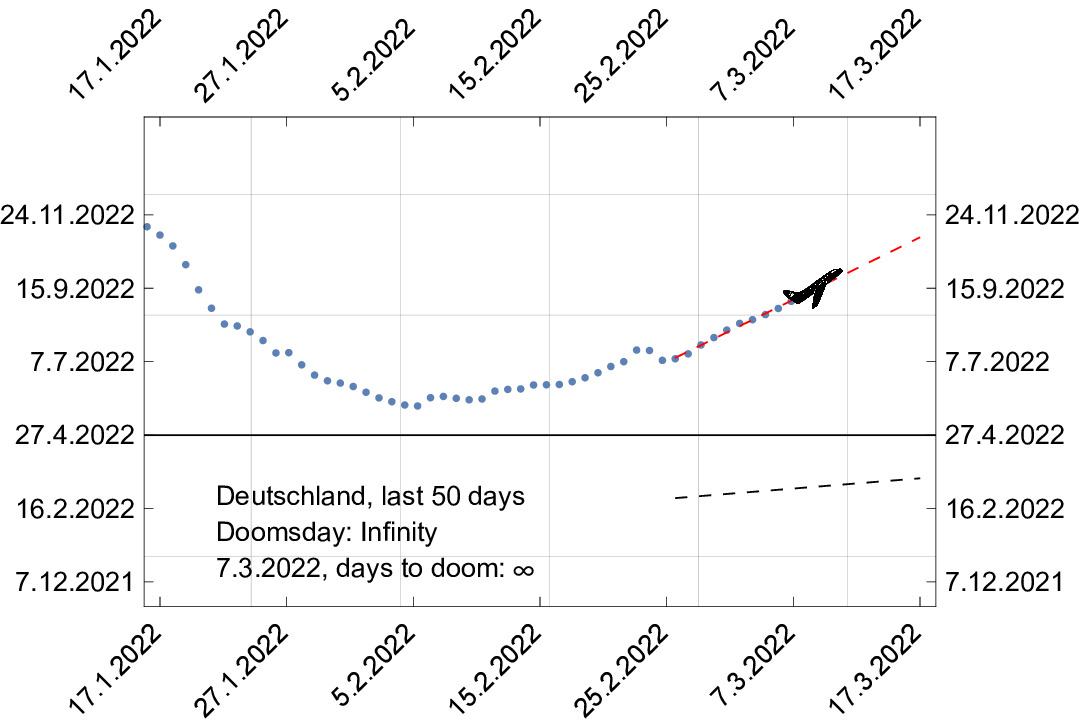 17.1.2022 27.1.2022 5.2.2022 15.2.2022 25.2.2022 7.3.2022 17.3.2022
24.11.2022 24.11.2022
15.9.2022 15.9.2022
7.7.2022 7.7.2022
27.4.2022 27.4.2022
Deutschland, last 50 days
16.2.2022 16.2.2022
Doomsday: Infinity
7.3.2022, days to doom: ∞
7.12.2021 7.12.2021
17.1.2022 27.1.2022 5.2.2022 15.2.2022 25.2.2022 7.3.2022 17.3.2022